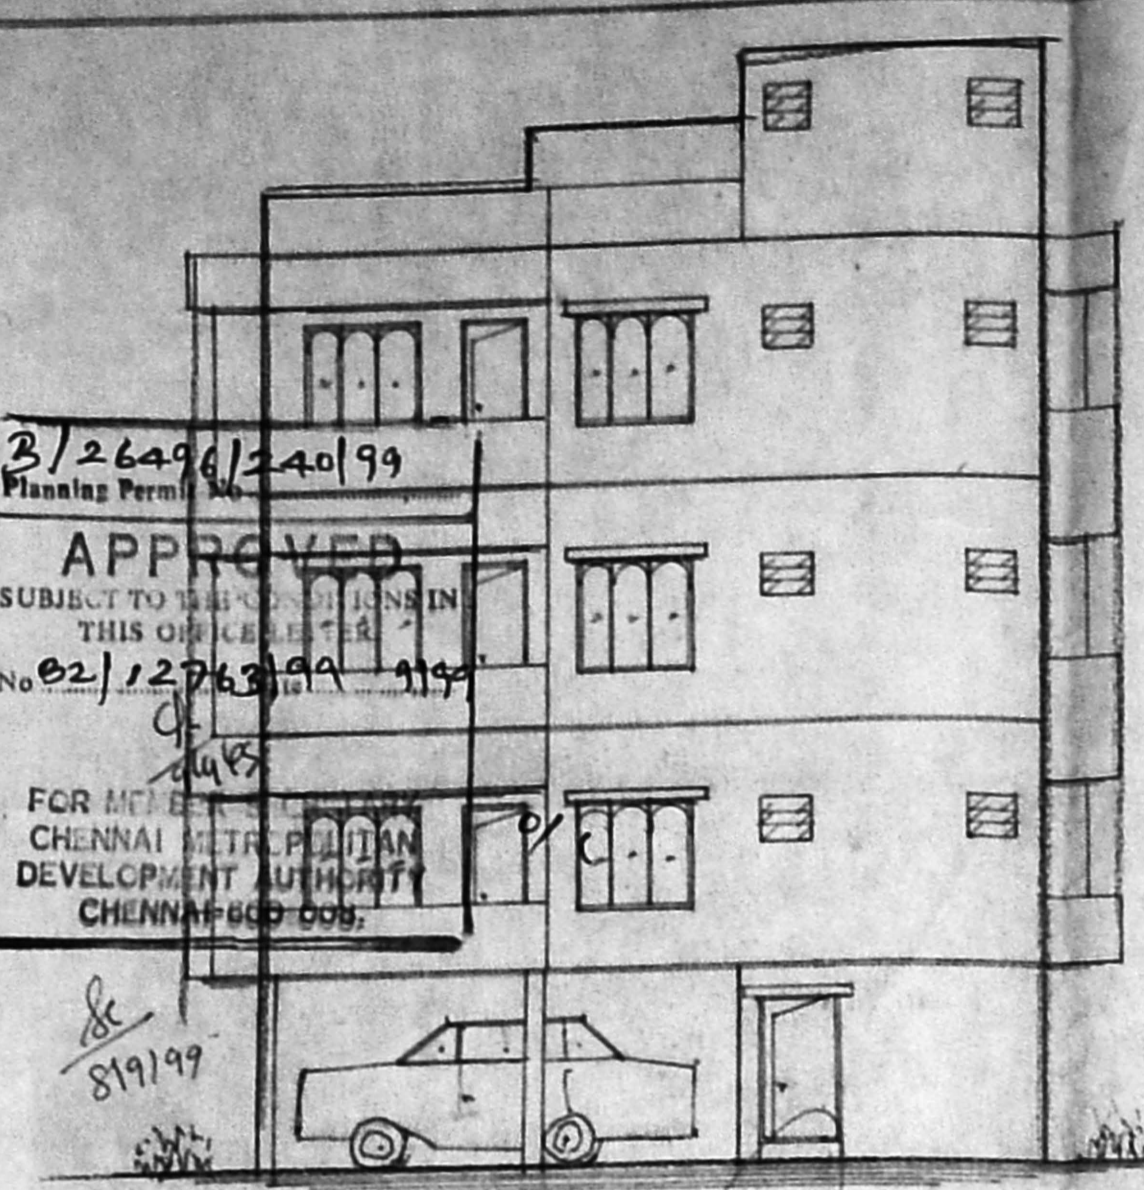 B/26496/240/99
Planning Permit No
APPROVED
SUBJECT TO THE CONDITIONS IN
THIS OFFICE LETTER
No B2/12763/99
FOR MEMBER SECRETARY
CHENNAI METROPOLITAN
DEVELOPMENT AUTHORITY
CHENNAI-600 008.
8/9/99